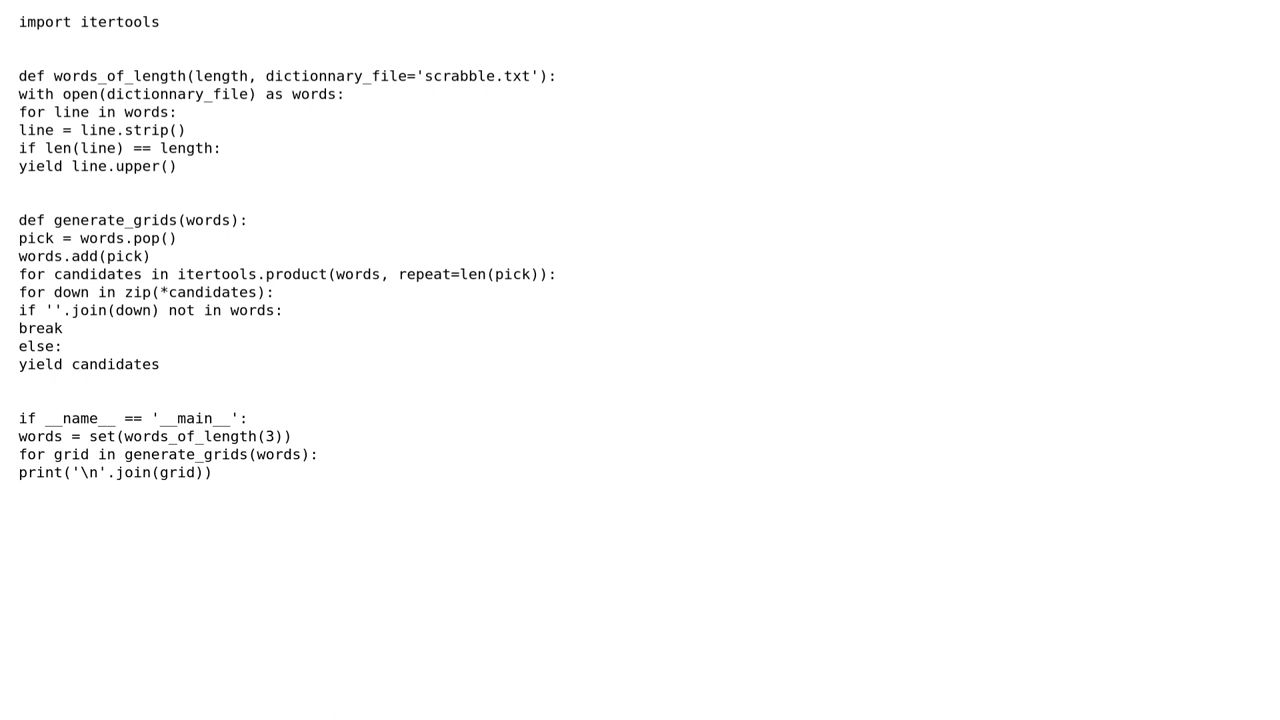 import itertools
def words_of_length(length, dictionnary_file='scrabble.txt'):
with open(dictionnary_file) as words:
for line in words:
line = line.strip()
if len(line) == length:
yield line.upper()
def generate_grids(words):
pick = words.pop()
words.add(pick)
for candidates in itertools.product(words, repeat=len(pick)):
for down in zip(*candidates):
if ''.join(down) not in words:
break
else:
yield candidates
if __name__ == '__main__':
words = set(words_of_length(3))
for grid in generate_grids(words):
print('\n'.join(grid))